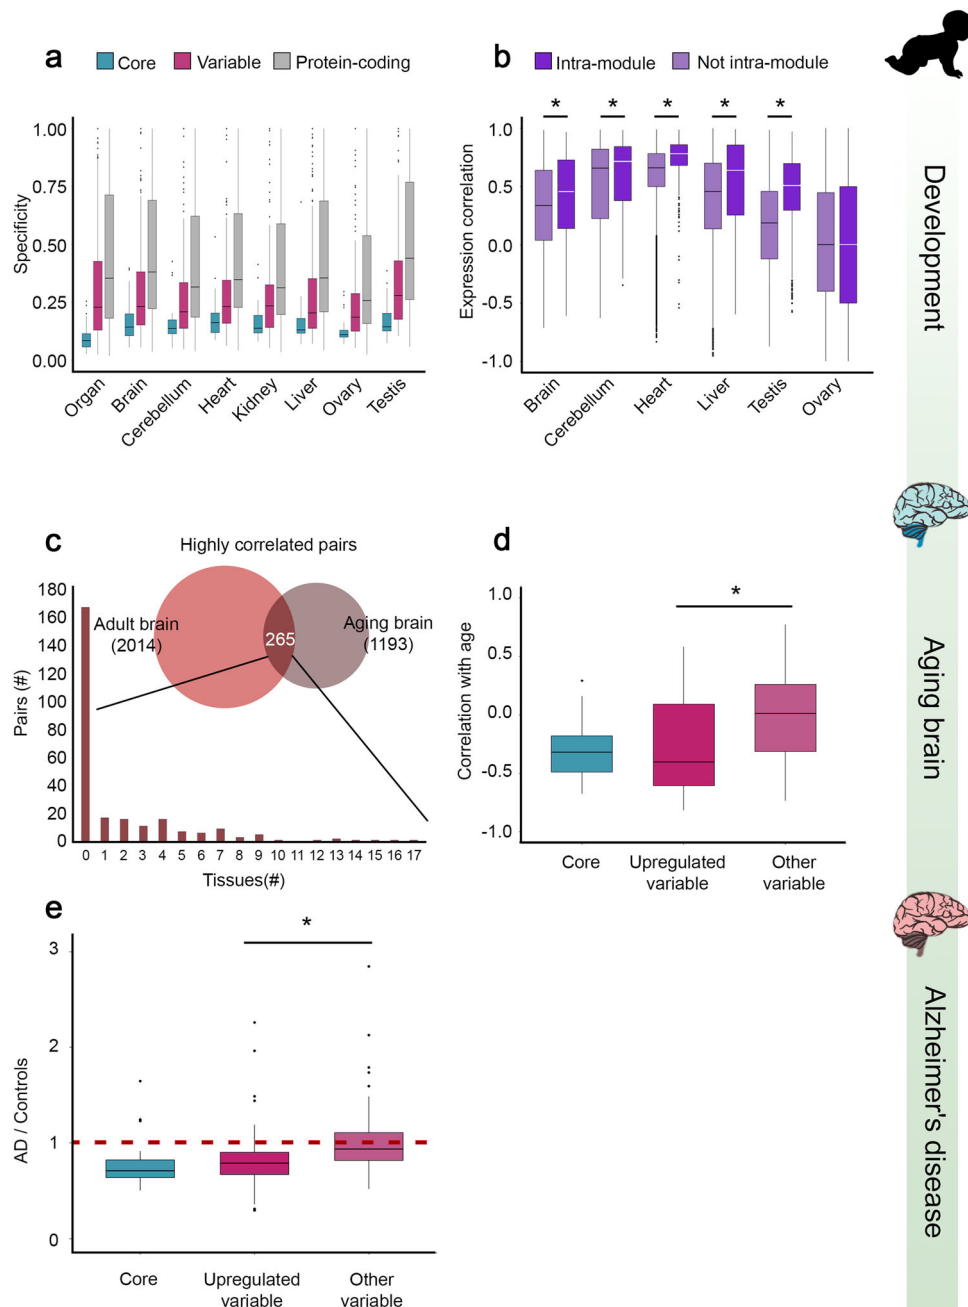 a
Core
Variable
Protein-coding
Specificity
1.00
0.75
0.50
0.25
0.00
Organ
Brain
Cerebellum
Heart
Kidney
Liver
Ovary
Testis
b
Intra-module
Not intra-module
* * * * *
Expression correlation
1.0
0.5
0.0
-0.5
-1.0
Brain
Cerebellum
Heart
Liver
Testis
Ovary
Development
c
Highly correlated pairs
Adult brain
(2014)
265
Aging brain
(1193)
Pairs (#)
180
160
140
120
100
80
60
40
20
0
0 1 2 3 4 5 6 7 8 9 10 11 12 13 14 15 16 17
Tissues(#)
d
*
Correlation with age
1.0
0.5
0.0
-0.5
-1.0
Core
Upregulated
variable
Other
variable
Aging brain
e
*
AD / Controls
3
2
1
0
Core
Upregulated
variable
Other
variable
Alzheimer's disease